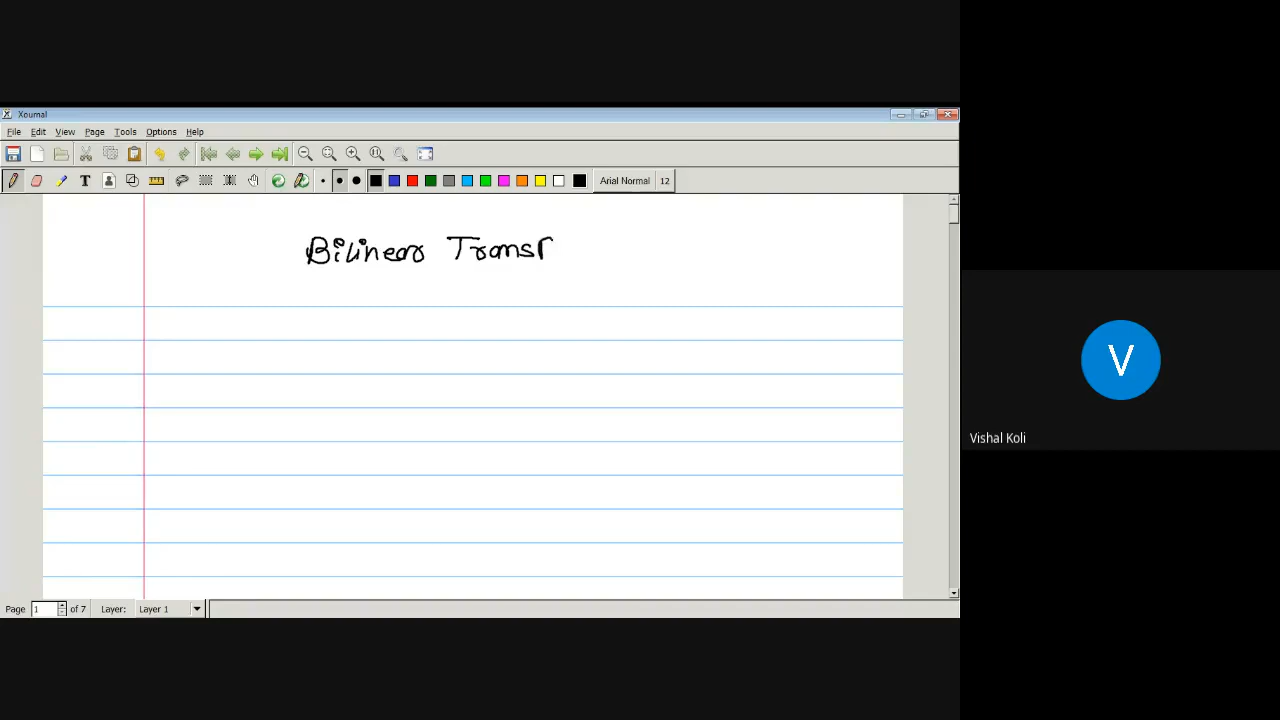 Xournal
File Edit View Page Tools Options Help
T Arial Normal 12
Bilinear Transf
V
Vishal Koli
Page 1 of 7 Layer: Layer 1